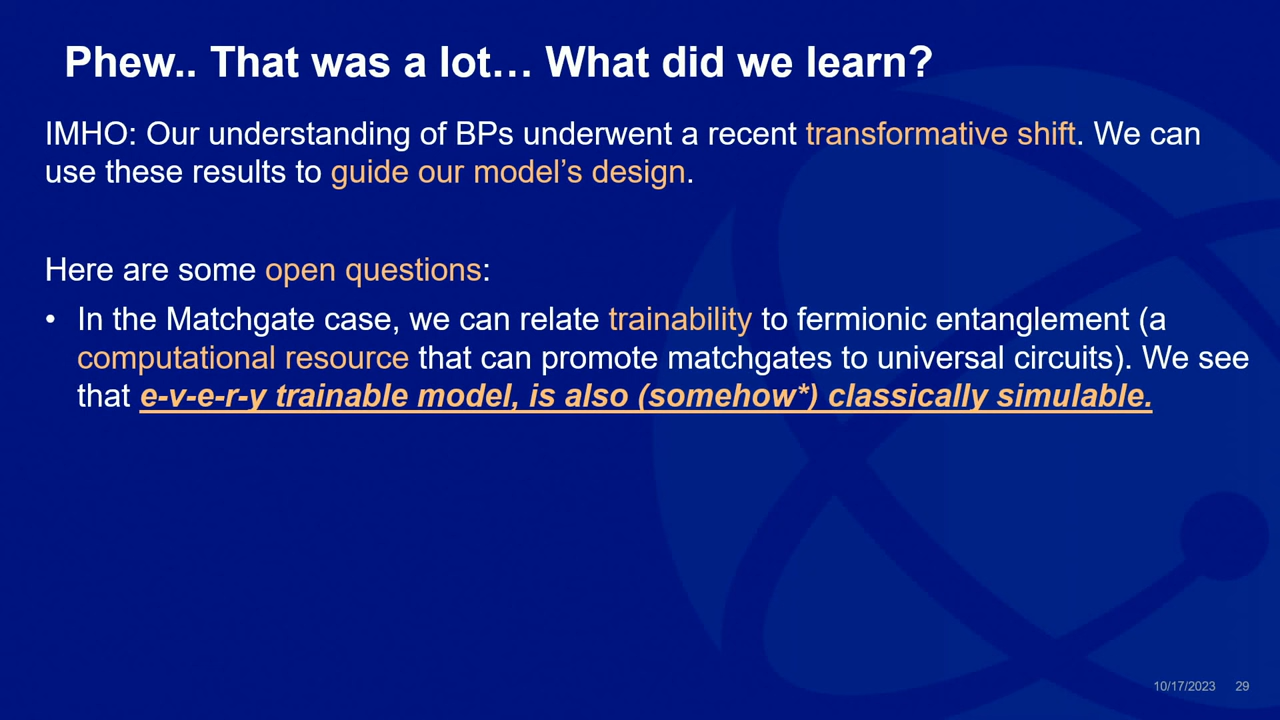 Phew.. That was a lot… What did we learn?
IMHO: Our understanding of BPs underwent a recent transformative shift. We can
use these results to guide our model’s design.
Here are some open questions:
• In the Matchgate case, we can relate trainability to fermionic entanglement (a
computational resource that can promote matchgates to universal circuits). We see
that e-v-e-r-y trainable model, is also (somehow*) classically simulable.
10/17/2023 29